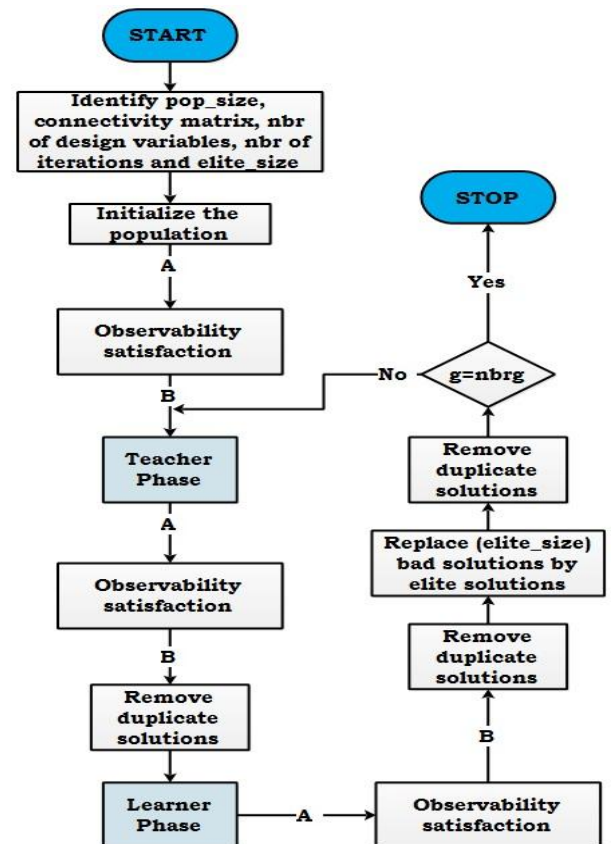 START
Identify pop_size,
connectivity matrix, nbr
of design variables, nbr of
iterations and elite_size
Initialize the
population
A
Observability
satisfaction
B
Teacher
Phase
A
Observability
satisfaction
B
Remove
duplicate
solutions
Learner
Phase
A
Observability
satisfaction
B
Remove
duplicate
solutions
Replace (elite_size)
bad solutions by
elite solutions
Remove
duplicate
solutions
g=nbrg
No
Yes
STOP